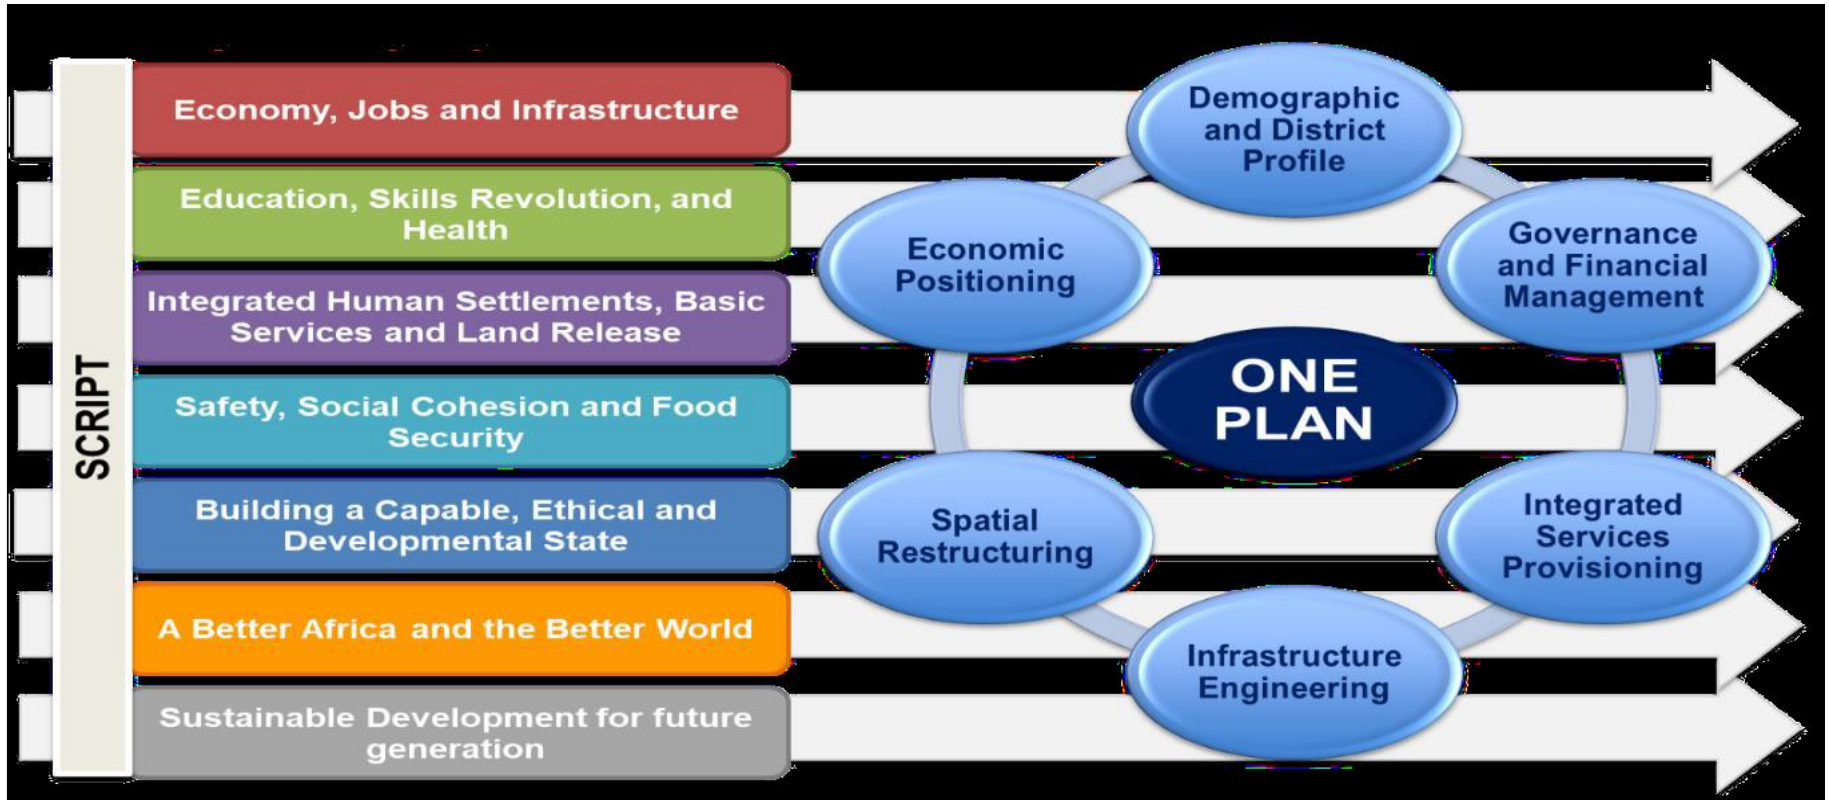 SCRIPT
Economy, Jobs and Infrastructure
Education, Skills Revolution, and
Health
Integrated Human Settlements, Basic
Services and Land Release
Safety, Social Cohesion and Food
Security
Building a Capable, Ethical and
Developmental State
A Better Africa and the Better World
Sustainable Development for future
generation
Demographic
and District
Profile
Governance
and Financial
Management
Integrated
Services
Provisioning
Infrastructure
Engineering
Spatial
Restructuring
Economic
Positioning
ONE
PLAN